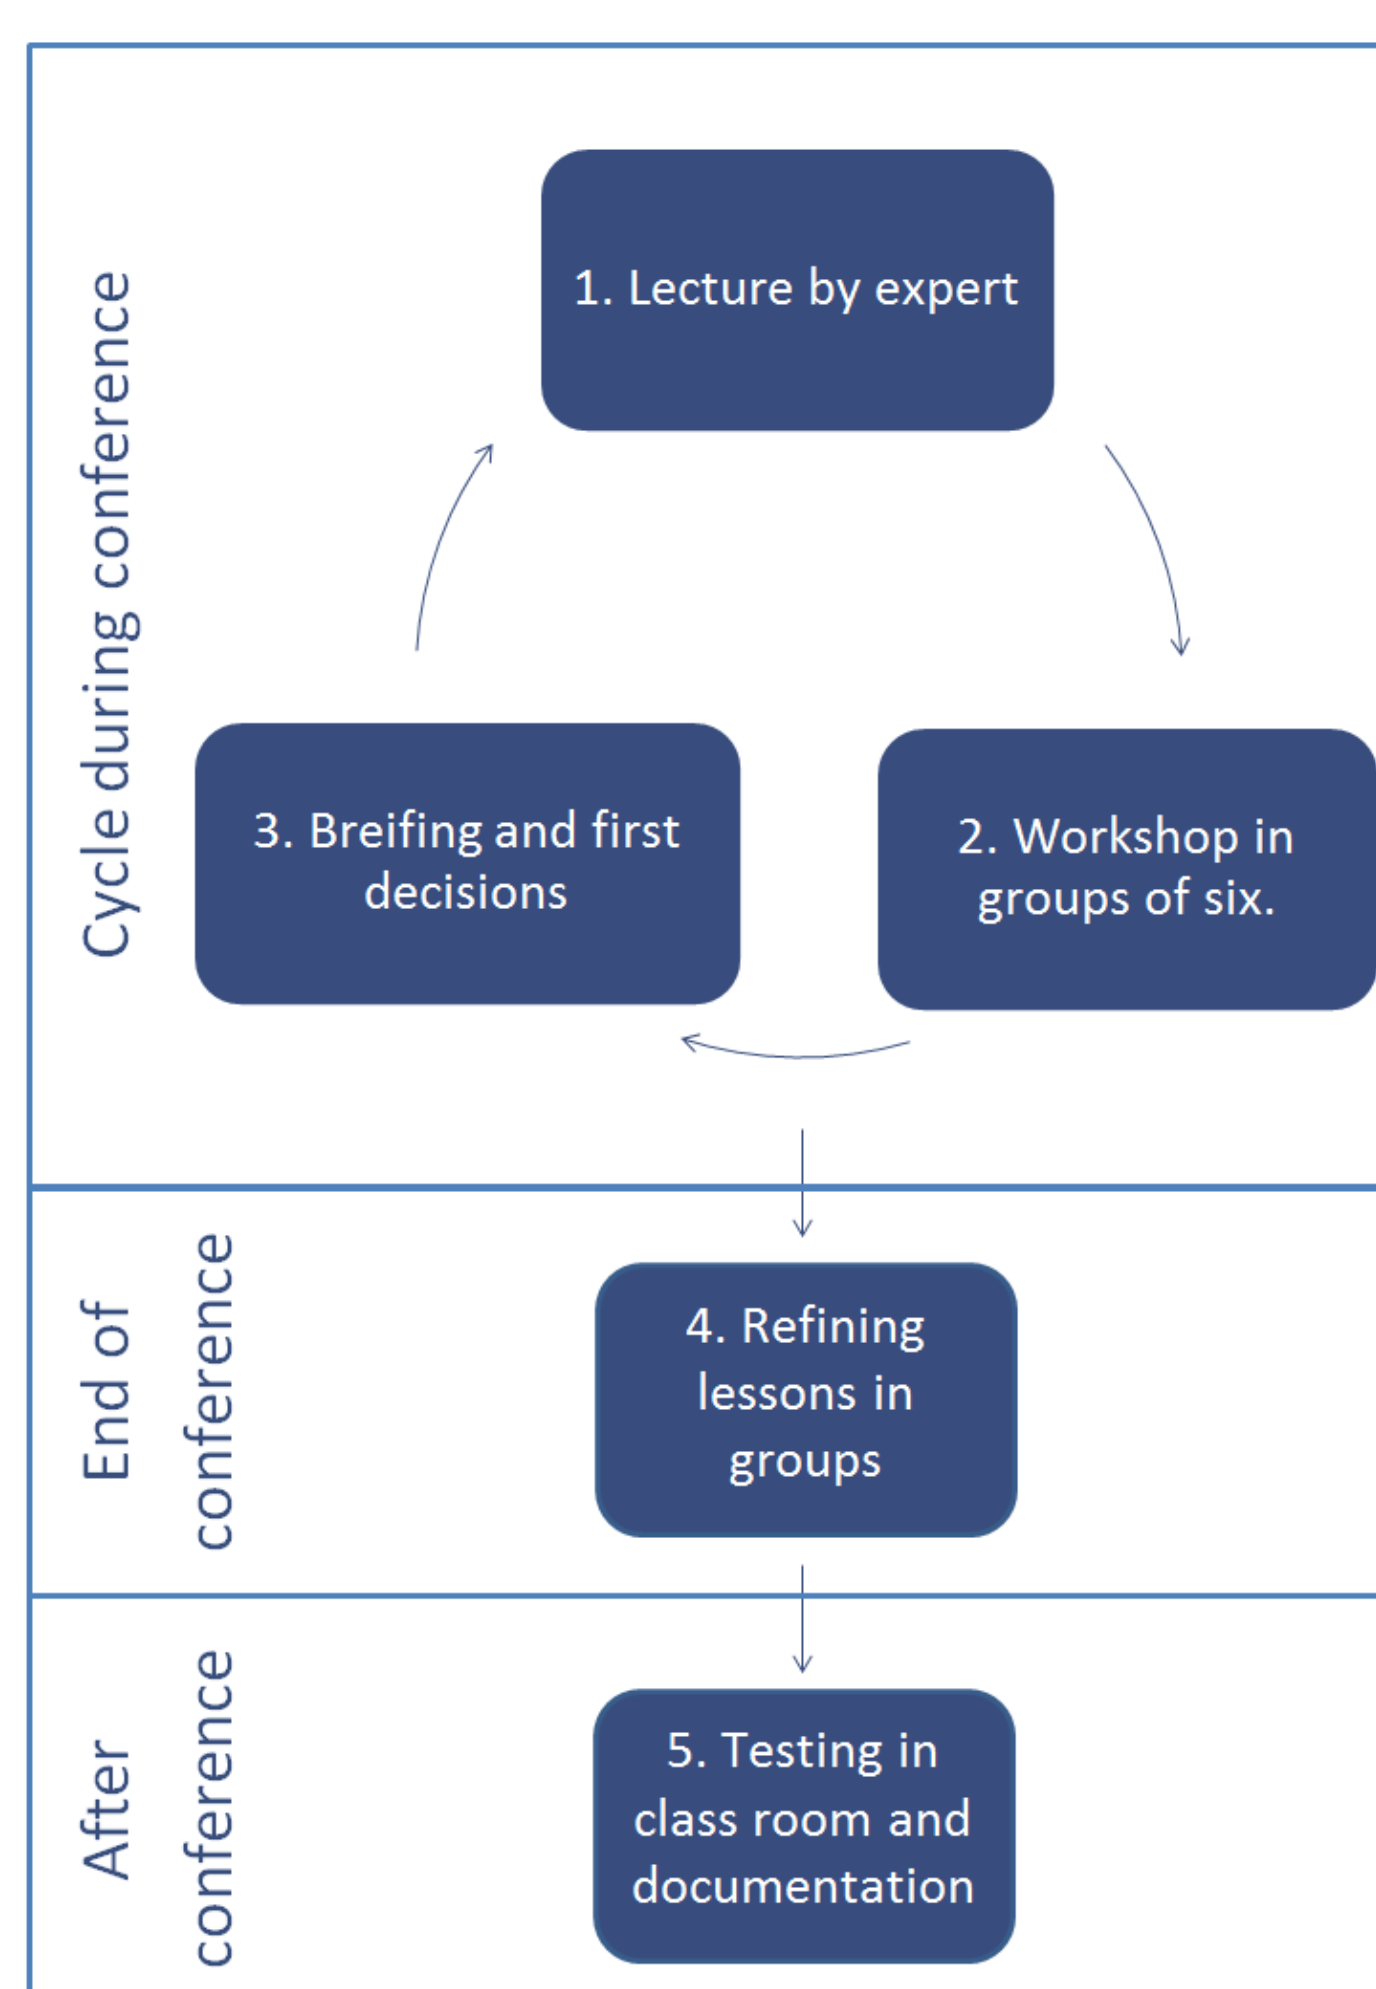 Cycle during conference
1. Lecture by expert
2. Workshop in
groups of six.
3. Breifing and first
decisions
End of
conference
4. Refining
lessons in
groups
After
conference
5. Testing in
class room and
documentation